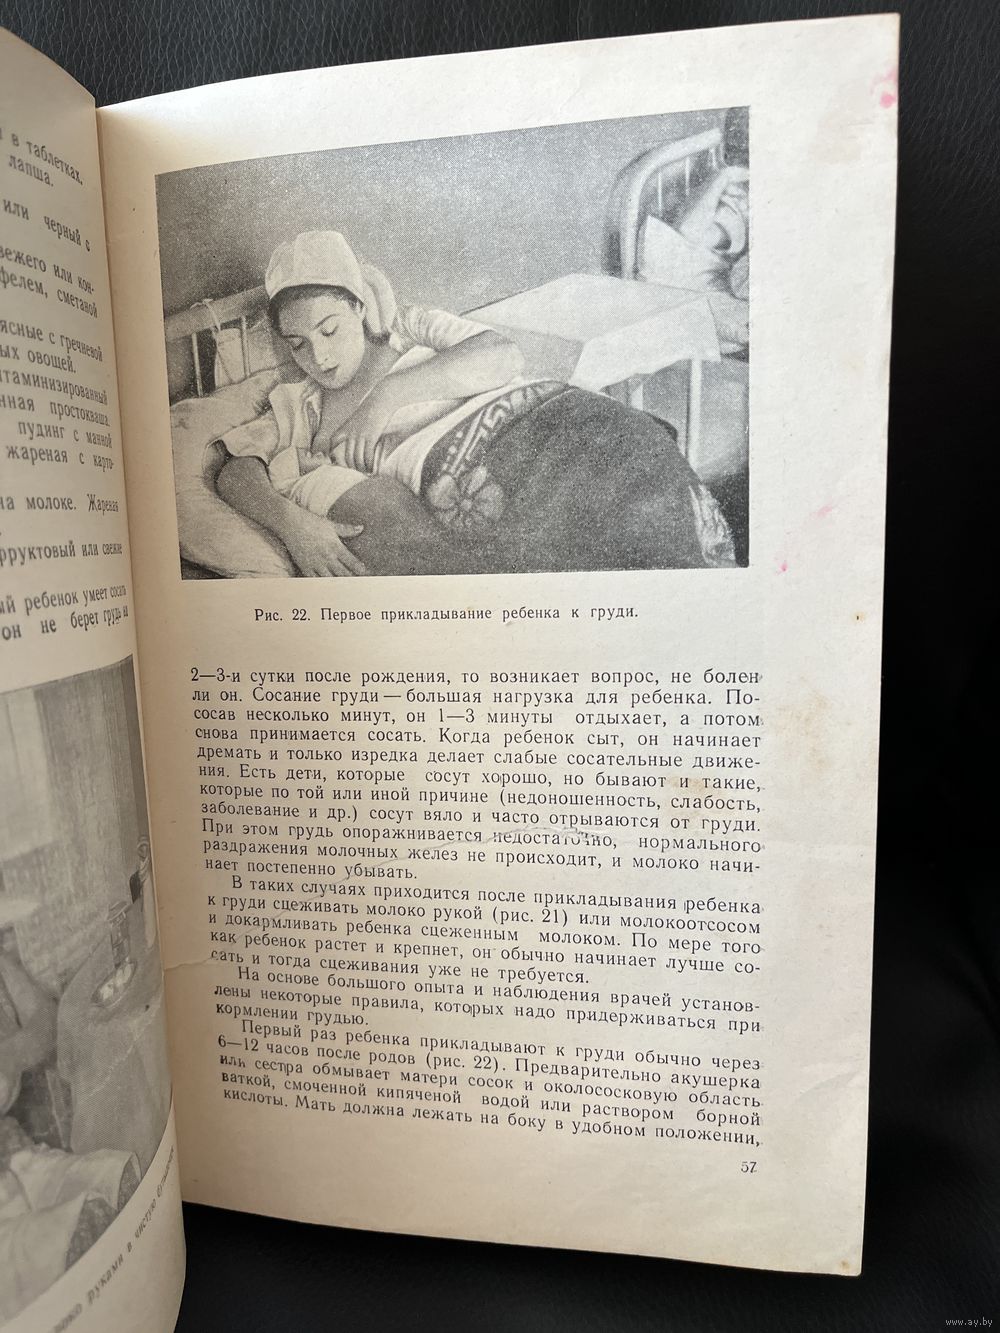 в таблетках,
лапша.
или черный с
вежего или кон-
фелем, сметаной
ясные с гречневой
ых овощей.
таминизированный
нная простокваша.
пудинг с манной
жареная с карто-
на молоке. Жареная
фруктовый или свежие
ый ребенок умеет сосать
он не берет грудь на
руками в чистую
Рис. 22. Первое прикладывание ребенка к груди.
2—3-и сутки после рождения, то возникает вопрос, не болен
ли он. Сосание груди — большая нагрузка для ребенка. По-
сосав несколько минут, он 1—3 минуты отдыхает, а потом
снова принимается сосать. Когда ребенок сыт, он начинает
дремать и только изредка делает слабые сосательные движе-
ния. Есть дети, которые сосут хорошо, но бывают и такие,
которые по той или иной причине (недоношенность, слабость,
заболевание и др.) сосут вяло и часто отрываются от груди.
При этом грудь опоражнивается недостаточно, нормального
раздражения молочных желез не происходит, и молоко начи-
нает постепенно убывать.
В таких случаях приходится после прикладывания ребенка
к груди сцеживать молоко рукой (рис. 21) или молокоотсосом
и докармливать ребенка сцеженным молоком. По мере того
как ребенок растет и крепнет, он обычно начинает лучше со-
сать и тогда сцеживания уже не требуется.
На основе большого опыта и наблюдения врачей установ-
лены некоторые правила, которых надо придерживаться при
кормлении грудью.
Первый раз ребенка прикладывают к груди обычно через
6—12 часов после родов (рис. 22). Предварительно акушерка
или сестра обмывает матери сосок и околососковую область
ваткой, смоченной кипяченой водой или раствором борной
кислоты. Мать должна лежать на боку в удобном положении,
57
www.ay.by